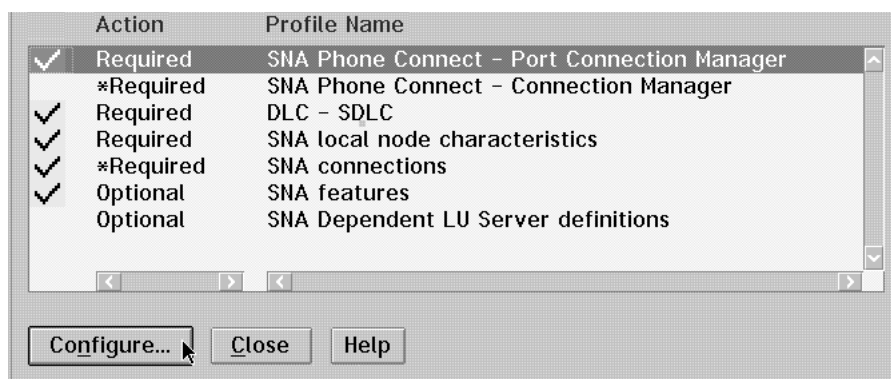 Action Profile Name
Required SNA Phone Connect – Port Connection Manager
*Required SNA Phone Connect – Connection Manager
Required DLC – SDLC
Required SNA local node characteristics
*Required SNA connections
Optional SNA features
Optional SNA Dependent LU Server definitions
Configure... Close Help